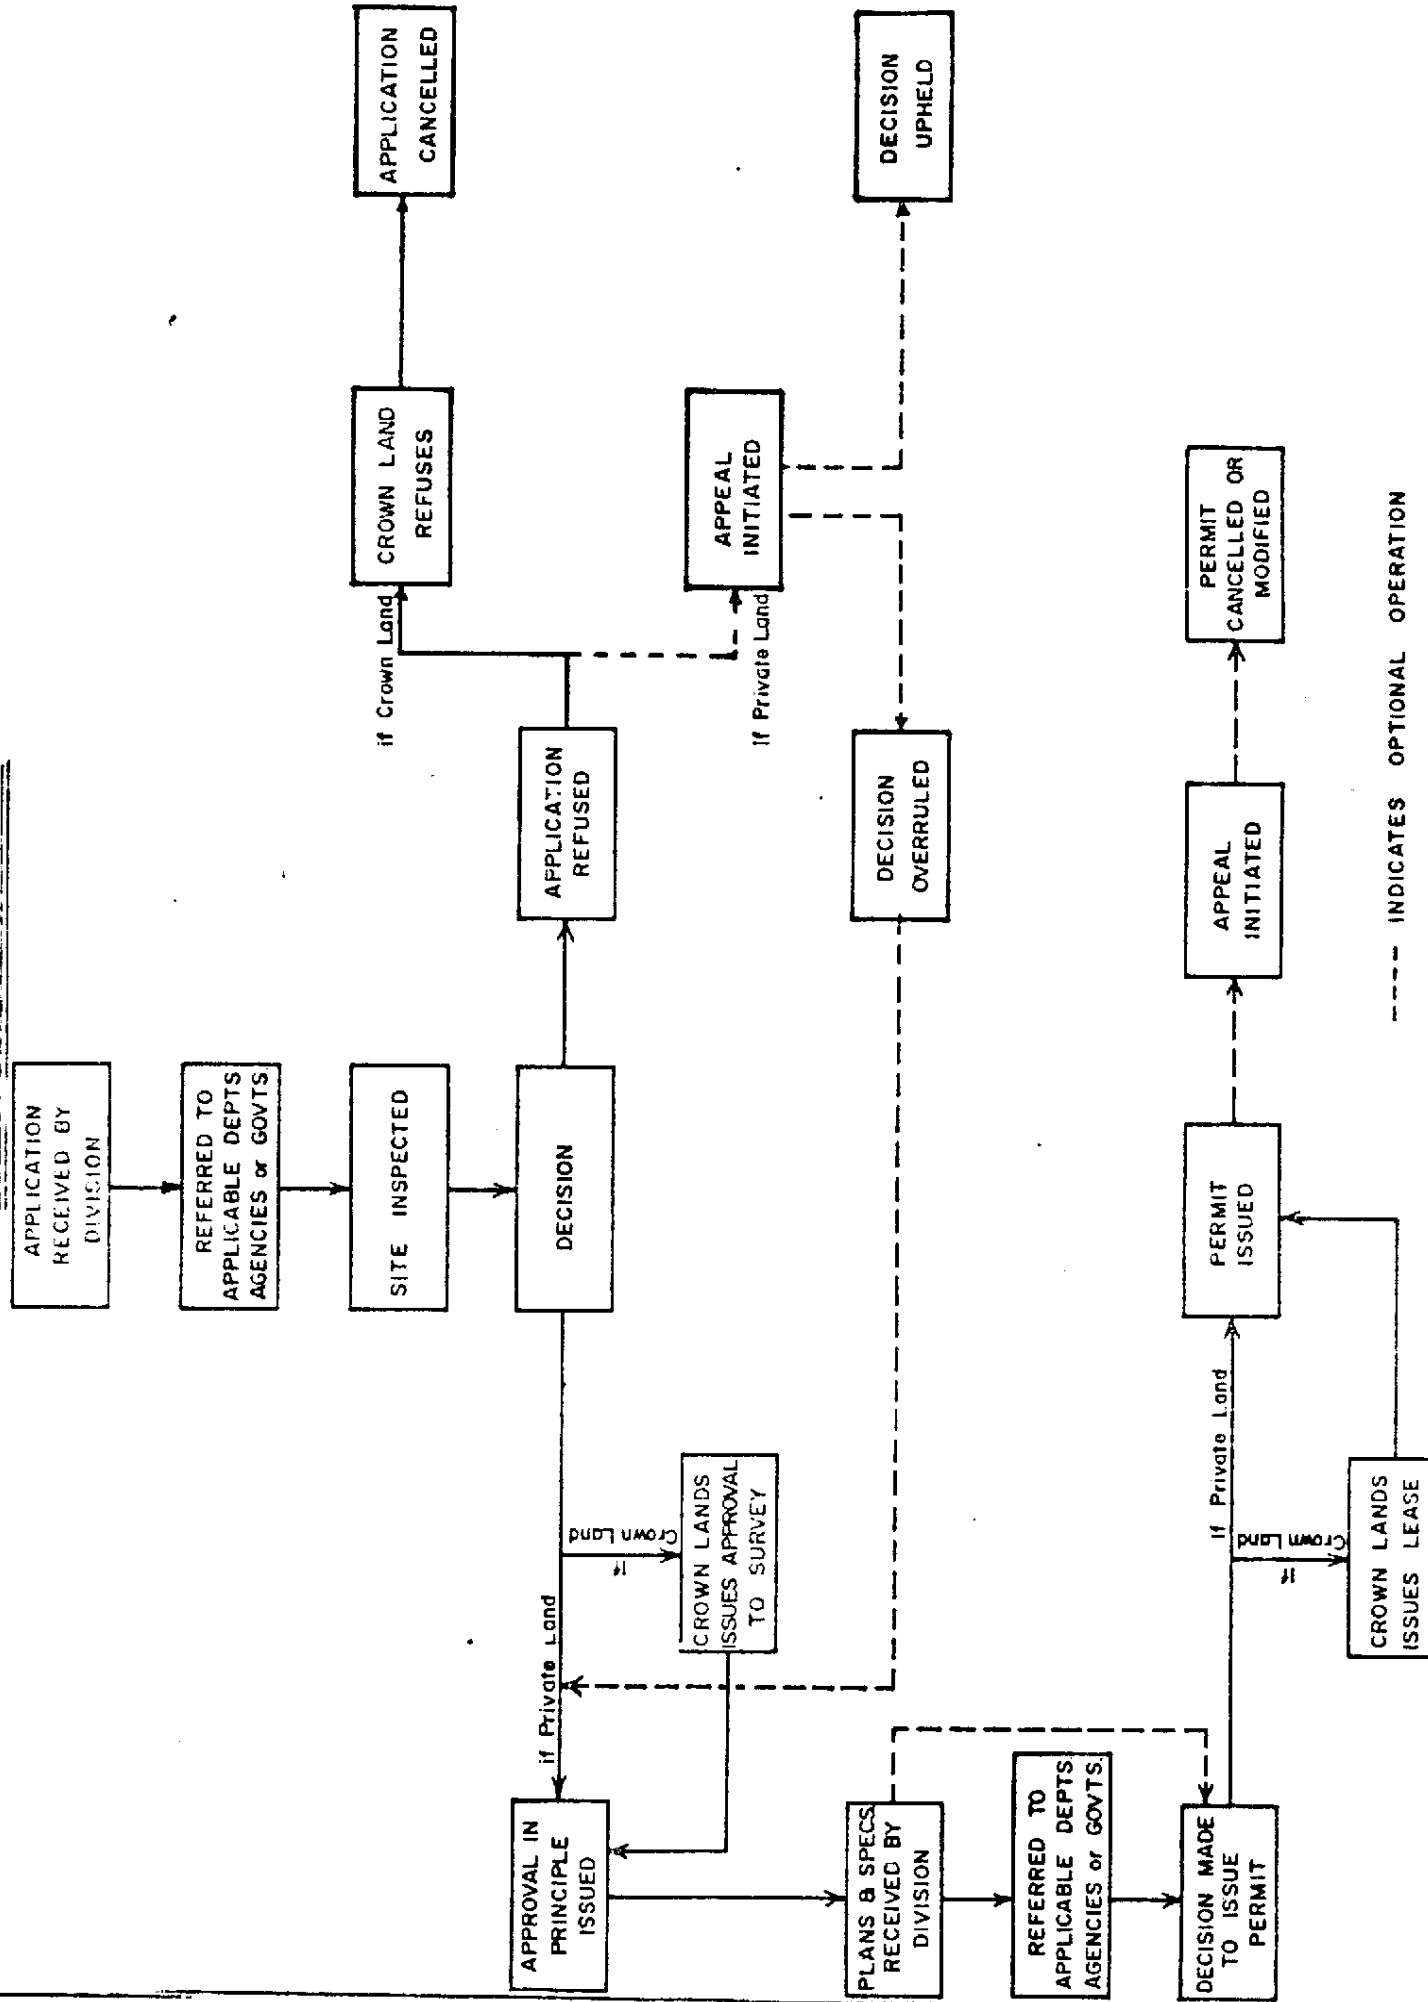 APPLICATION
RECEIVED BY
DIVISION
REFERRED TO
APPLICABLE DEPTS
AGENCIES or GOVTS.
SITE INSPECTED
DECISION
APPLICATION
REFUSED
if Crown Land
CROWN LAND
REFUSES
APPLICATION
CANCELLED
If Private Land
APPEAL
INITIATED
DECISION
UPHELD
DECISION
OVERRULED
if Private Land
If
Crown Land
CROWN LANDS
ISSUES APPROVAL
TO SURVEY
APPROVAL IN
PRINCIPLE
ISSUED
PLANS & SPECS.
RECEIVED BY
DIVISION
REFERRED TO
APPLICABLE DEPTS.
AGENCIES or GOVTS.
DECISION MADE
TO ISSUE
PERMIT
If Private Land
If
Crown Land
CROWN LANDS
ISSUES LEASE
PERMIT
ISSUED
APPEAL
INITIATED
PERMIT
CANCELLED OR
MODIFIED
---- INDICATES OPTIONAL OPERATION